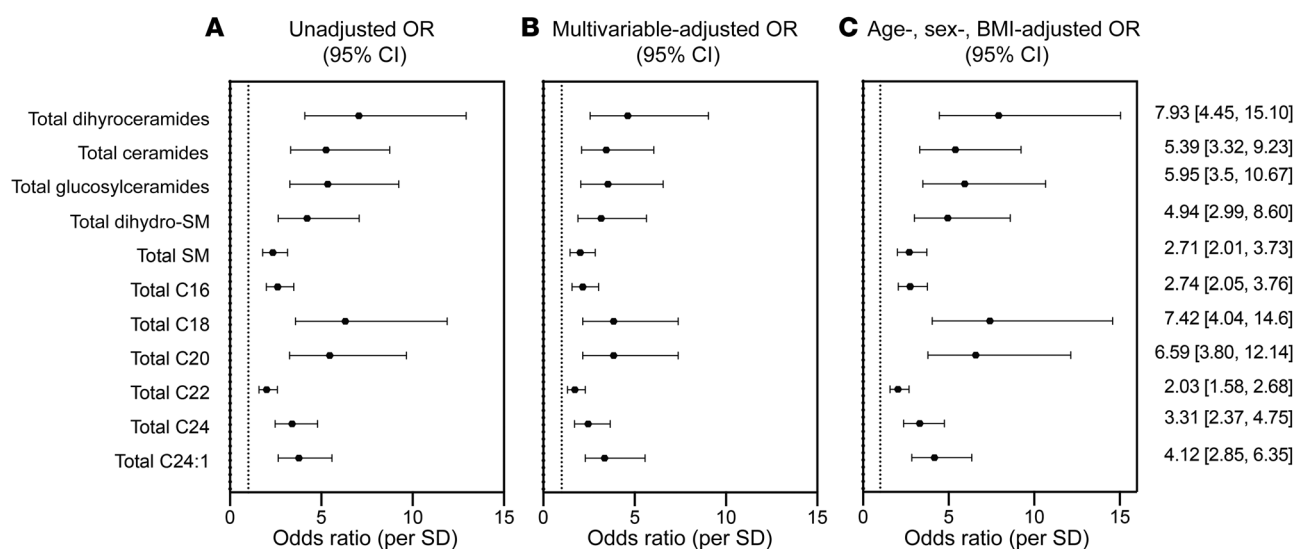 A Unadjusted OR
(95% CI)
B Multivariable-adjusted OR
(95% CI)
C Age-, sex-, BMI-adjusted OR
(95% CI)
Total dihyroceramides 7.93 [4.45, 15.10]
Total ceramides 5.39 [3.32, 9.23]
Total glucosylceramides 5.95 [3.5, 10.67]
Total dihydro-SM 4.94 [2.99, 8.60]
Total SM 2.71 [2.01, 3.73]
Total C16 2.74 [2.05, 3.76]
Total C18 7.42 [4.04, 14.6]
Total C20 6.59 [3.80, 12.14]
Total C22 2.03 [1.58, 2.68]
Total C24 3.31 [2.37, 4.75]
Total C24:1 4.12 [2.85, 6.35]
0 5 10 15
Odds ratio (per SD)
0 5 10 15
Odds ratio (per SD)
0 5 10 15
Odds ratio (per SD)